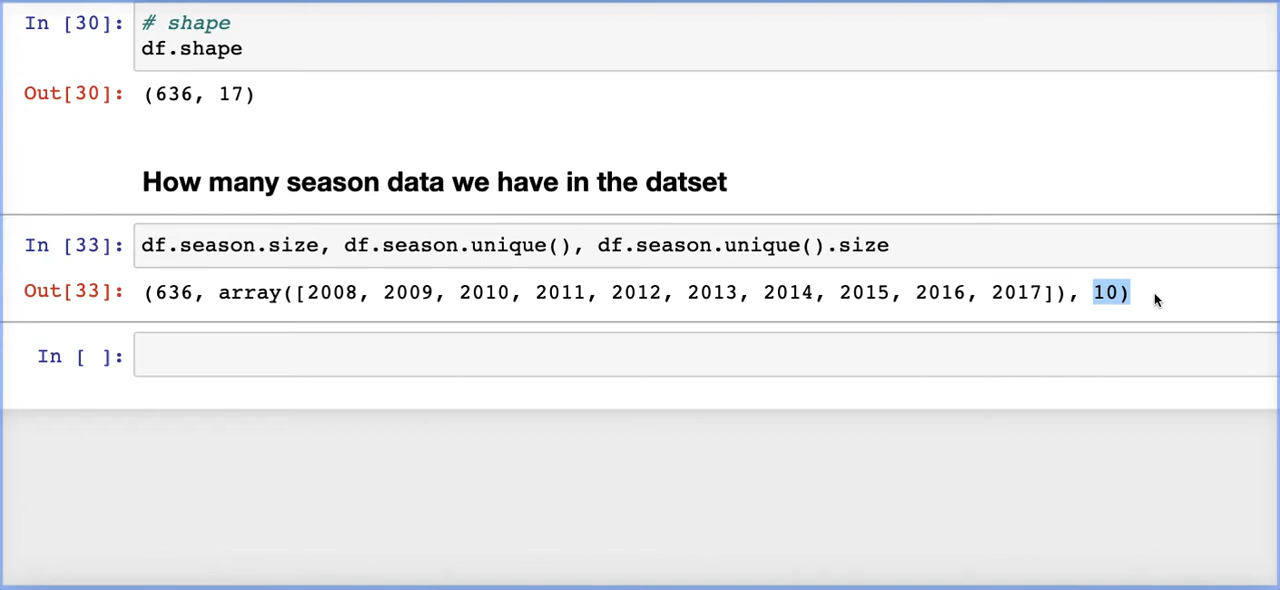 In [30]: # shape
df.shape
Out[30]: (636, 17)
How many season data we have in the datset
In [33]: df.season.size, df.season.unique(), df.season.unique().size
Out[33]: (636, array([2008, 2009, 2010, 2011, 2012, 2013, 2014, 2015, 2016, 2017]), 10)
In [ ]: